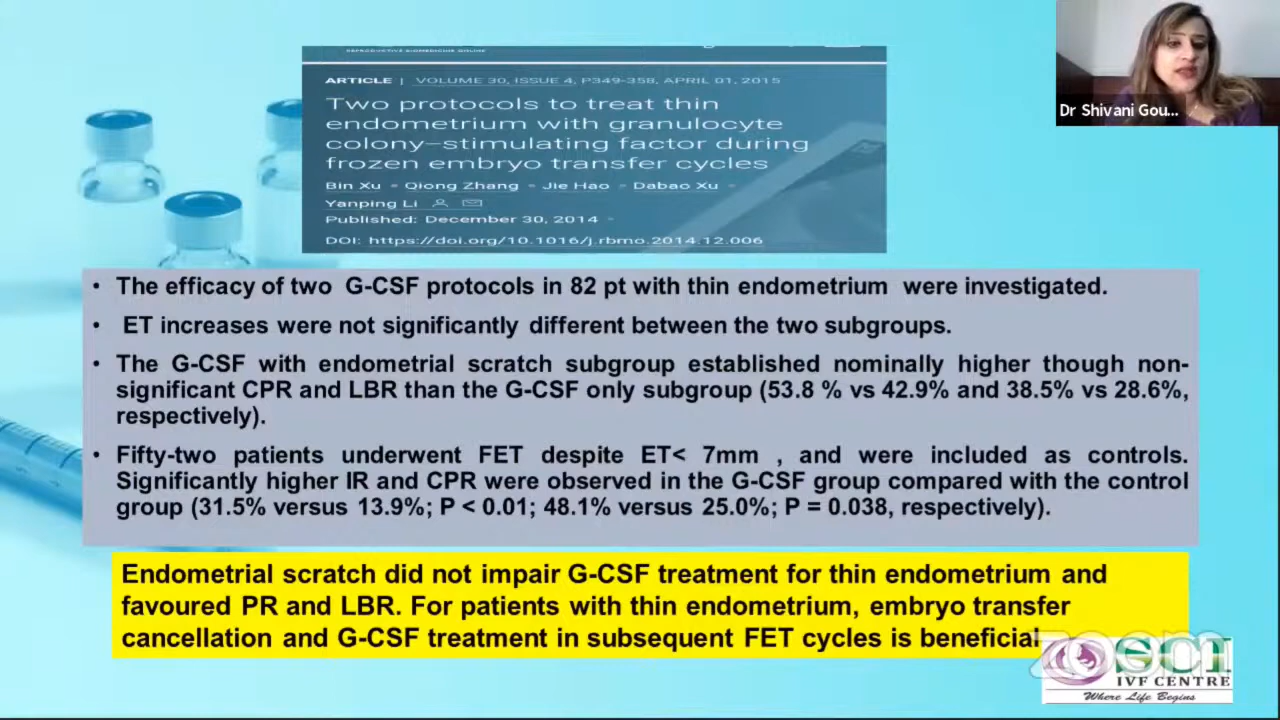 ARTICLE | VOLUME 30, ISSUE 4, P349-358, APRIL 01, 2015
Two protocols to treat thin
endometrium with granulocyte
colony-stimulating factor during
frozen embryo transfer cycles
Bin Xu • Qiong Zhang • Jie Hao • Dabao Xu •
Yanping Li
Published: December 30, 2014 •
DOI: https://doi.org/10.1016/j.rbmo.2014.12.006
Dr Shivani Gou...
• The efficacy of two G-CSF protocols in 82 pt with thin endometrium were investigated.
• ET increases were not significantly different between the two subgroups.
• The G-CSF with endometrial scratch subgroup established nominally higher though non-
significant CPR and LBR than the G-CSF only subgroup (53.8 % vs 42.9% and 38.5% vs 28.6%,
respectively).
• Fifty-two patients underwent FET despite ET< 7mm , and were included as controls.
Significantly higher IR and CPR were observed in the G-CSF group compared with the control
group (31.5% versus 13.9%; P < 0.01; 48.1% versus 25.0%; P = 0.038, respectively).
Endometrial scratch did not impair G-CSF treatment for thin endometrium and
favoured PR and LBR. For patients with thin endometrium, embryo transfer
cancellation and G-CSF treatment in subsequent FET cycles is beneficial
zoom
SCI
IVF CENTRE
Where Life Begins